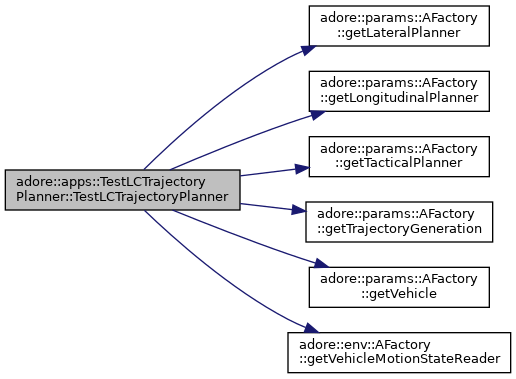 adore::params::AFactory
::getLateralPlanner
adore::params::AFactory
::getLongitudinalPlanner
adore::params::AFactory
::getTacticalPlanner
adore::apps::TestLCTrajectory
Planner::TestLCTrajectoryPlanner
adore::params::AFactory
::getTrajectoryGeneration
adore::params::AFactory
::getVehicle
adore::env::AFactory
::getVehicleMotionStateReader